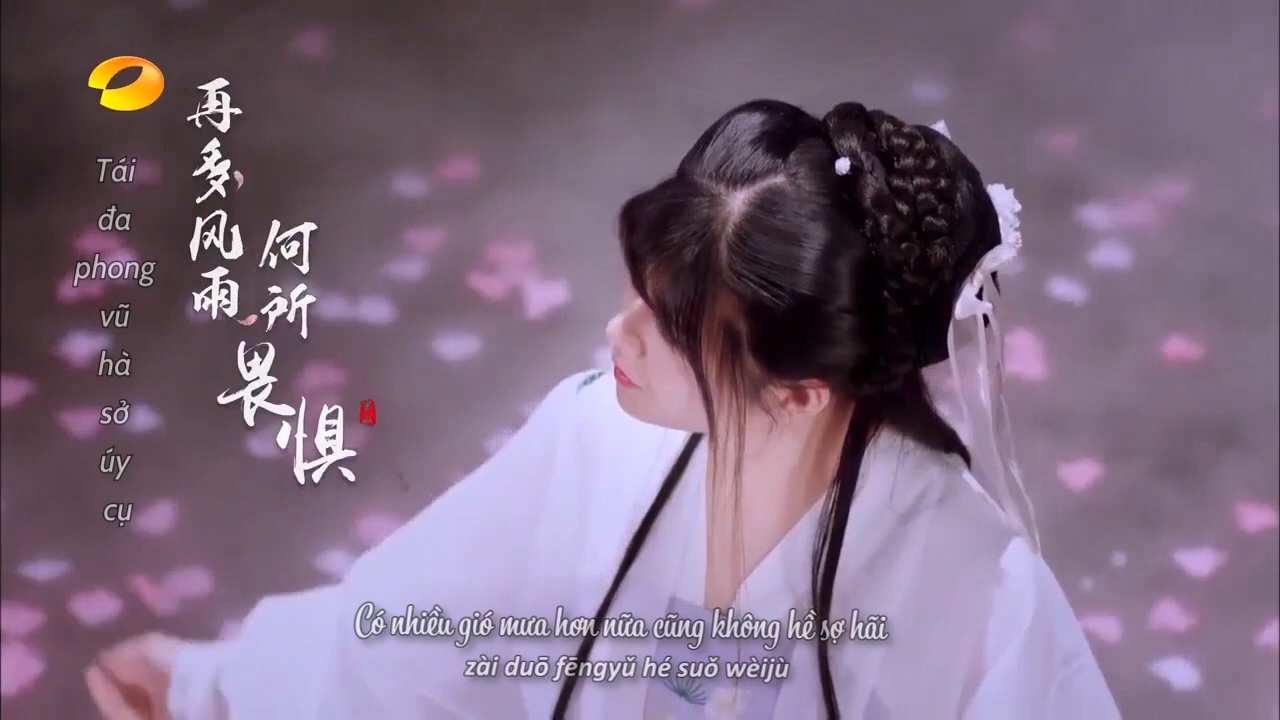 再多风雨
何所
畏惧
Tái
đa
phong
vũ
hà
sở
úy
cụ
Có nhiều gió mưa hơn nữa cũng không hề sợ hãi
zài duō fēngyǔ hé suǒ wèijù